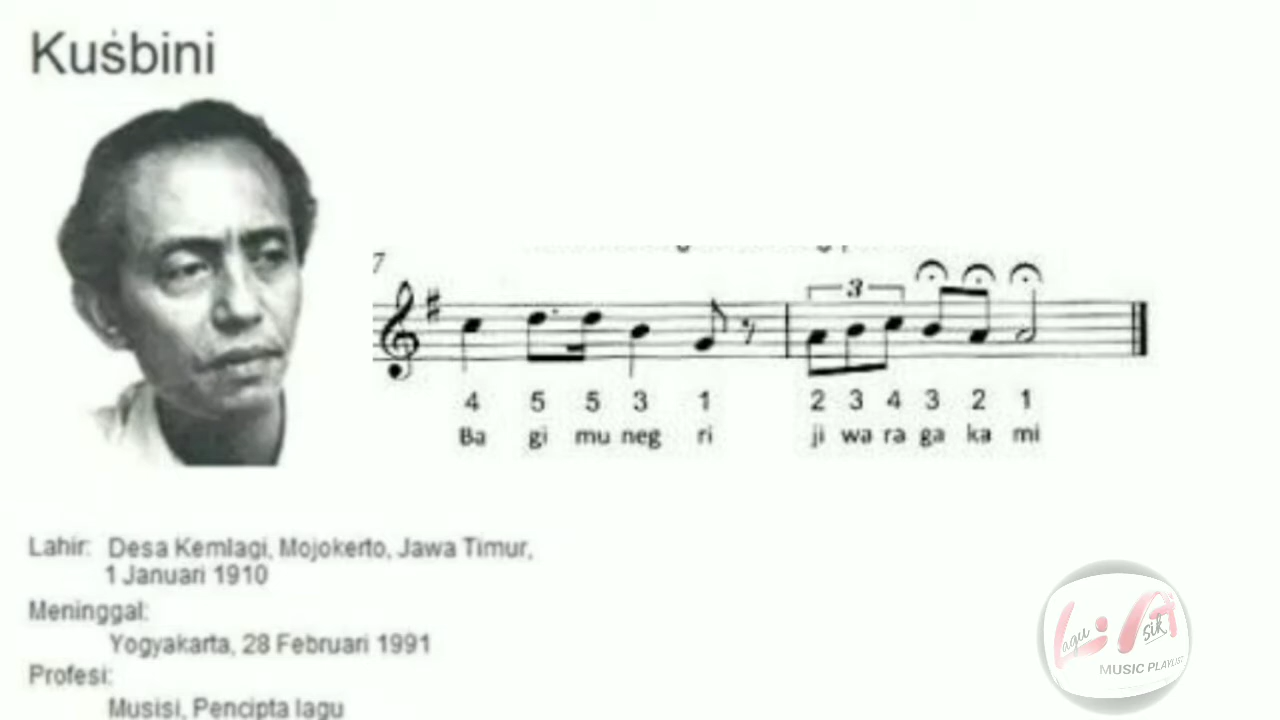 Kusbini
7
3
4 5 5 3 1 2 3 4 3 2 1
Ba gi mu neg ri ji wa ra ga ka mi
Lahir: Desa Kemlagi, Mojokerto, Jawa Timur,
1 Januari 1910
Meninggal:
Yogyakarta, 28 Februari 1991
Profesi:
Musisi, Pencipta lagu
Lagu AsIk
MUSIC PLAYLIST